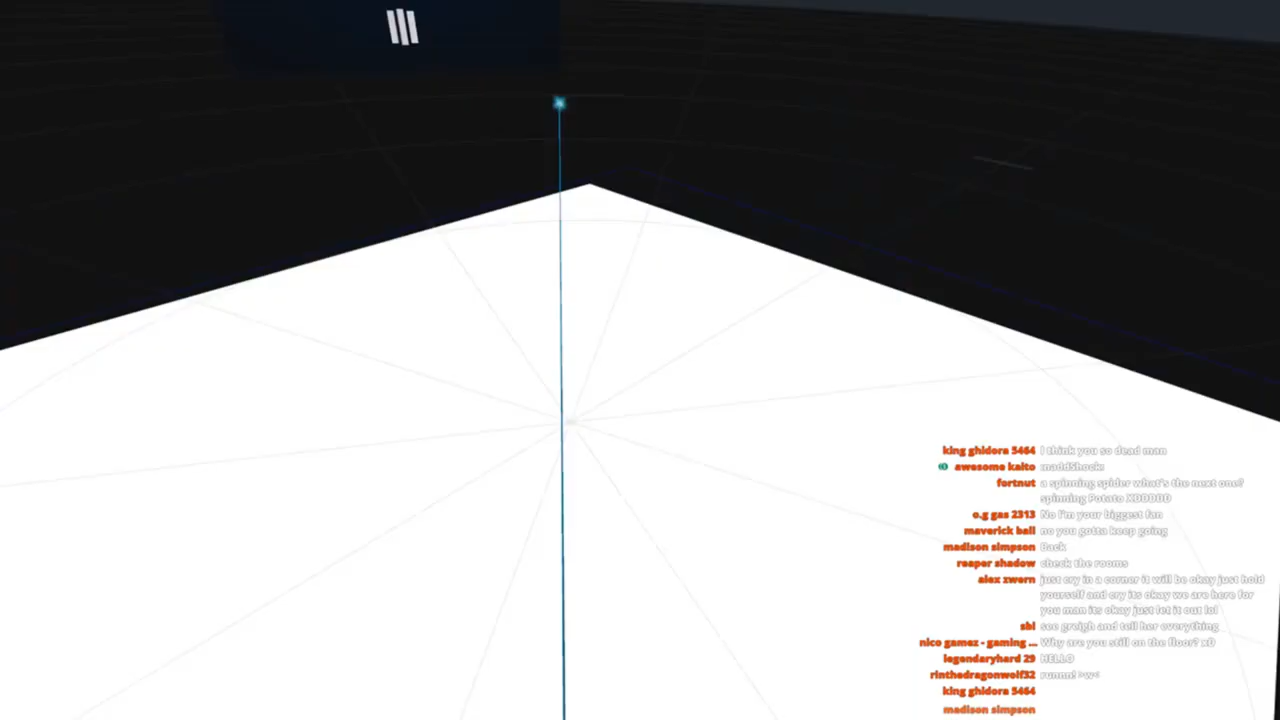 king ghidora 5464 I think you so dead man
awesome kaito maddShock
fortnut a spinning spider what's the next one?
spinning Potato XDDDDD
o.g gas 2313 No I'm your biggest fan
maverick ball no you gotta keep going
madison simpson Back
reaper shadow check the rooms
alex zwern just cry in a corner it will be okay just hold
yourself and cry its okay we are here for
you man its okay just let it out lol
sbl see greigh and tell her everything
nico gamez - gaming ... Why are you still on the floor? xD
legendaryhard 29 HELLO
rinthedragonwolf32 runnn! >w<
king ghidora 5464
madison simpson